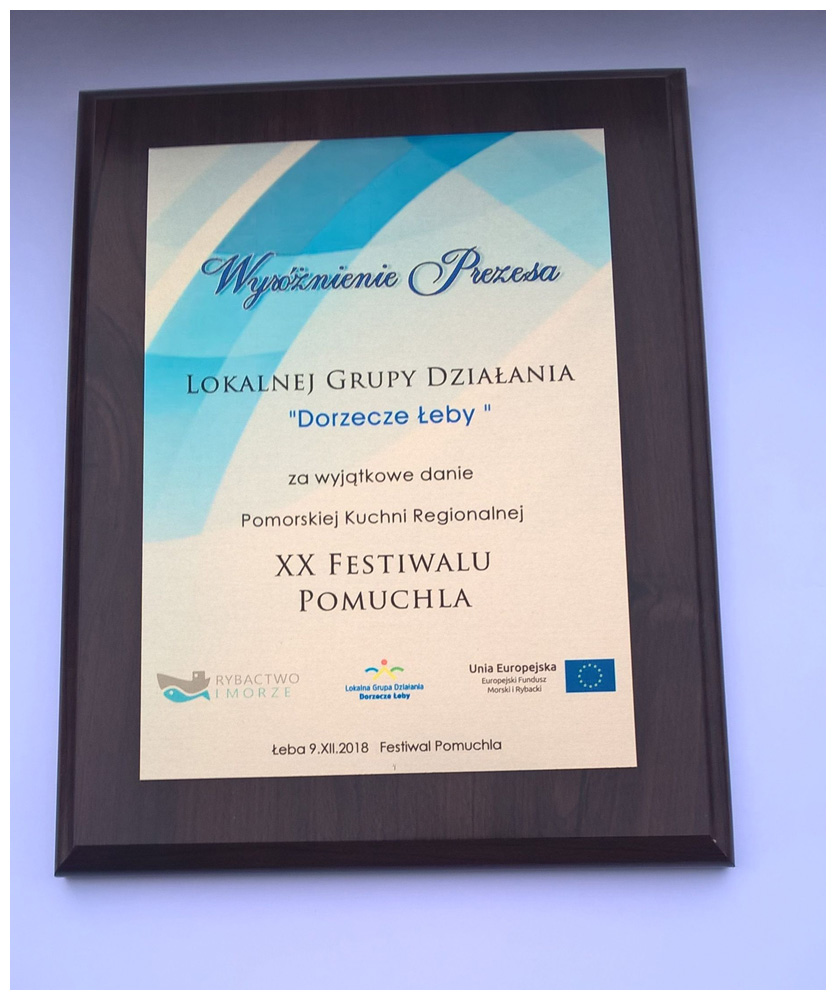 Wyróżnienie Prezesa
LOKALNEJ GRUPY DZIAŁANIA
"Dorzecze Łeby "
za wyjątkowe danie
Pomorskiej Kuchni Regionalnej
XX FESTIWALU
POMUCHLA
RYBACTWO
I MORZE
Lokalna Grupa Działania
Dorzecze Łeby
Unia Europejska
Europejski Fundusz
Morski i Rybacki
Łeba 9.XII.2018 Festiwal Pomuchla